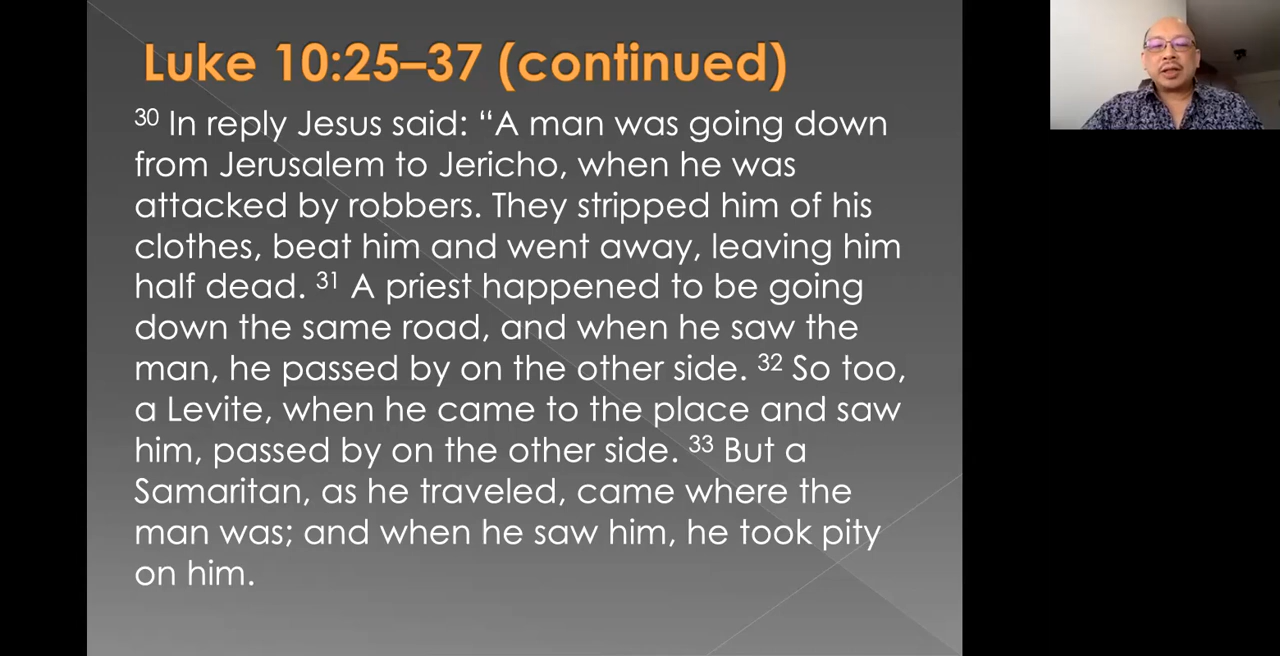 Luke 10:25–37 (continued)
30 In reply Jesus said: “A man was going down
from Jerusalem to Jericho, when he was
attacked by robbers. They stripped him of his
clothes, beat him and went away, leaving him
half dead. 31 A priest happened to be going
down the same road, and when he saw the
man, he passed by on the other side. 32 So too,
a Levite, when he came to the place and saw
him, passed by on the other side. 33 But a
Samaritan, as he traveled, came where the
man was; and when he saw him, he took pity
on him.